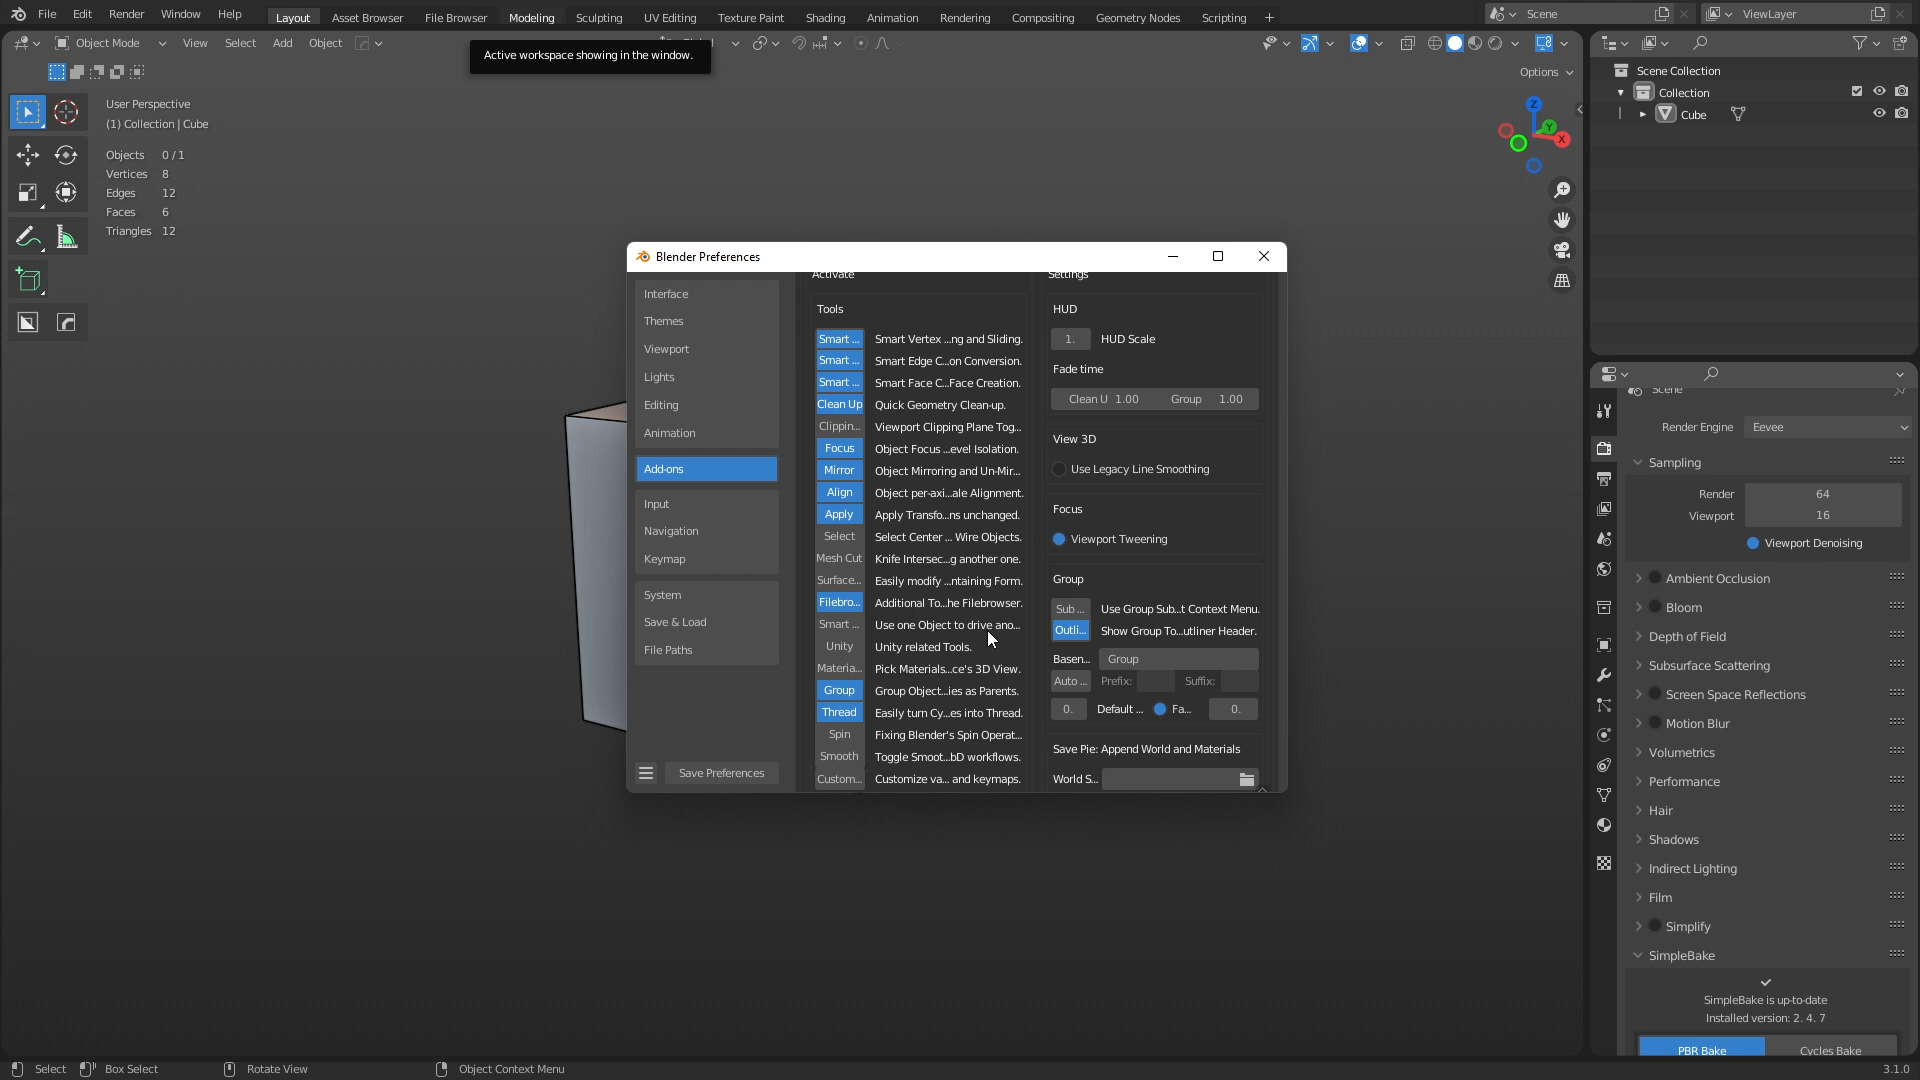 File Edit Render Window Help Layout Asset Browser File Browser Modeling Sculpting UV Editing Texture Paint Shading Animation Rendering Compositing Geometry Nodes Scripting + Scene ViewLayer
Object Mode View Select Add Object
Active workspace showing in the window.
Options
User Perspective
(1) Collection | Cube
Objects 0 / 1
Vertices 8
Edges 12
Faces 6
Triangles 12
Z
Y
X
Scene Collection
Collection
Cube
Blender Preferences
Interface
Themes
Viewport
Lights
Editing
Animation
Add-ons
Input
Navigation
Keymap
System
Save & Load
File Paths
Save Preferences
Activate
Tools
Smart ... Smart Vertex ...ng and Sliding.
Smart ... Smart Edge C...on Conversion.
Smart ... Smart Face C...Face Creation.
Clean Up Quick Geometry Clean-up.
Clippin... Viewport Clipping Plane Tog...
Focus Object Focus ...evel Isolation.
Mirror Object Mirroring and Un-Mir...
Align Object per-axi...ale Alignment.
Apply Apply Transfo...ns unchanged.
Select Select Center ... Wire Objects.
Mesh Cut Knife Intersec...g another one.
Surface... Easily modify ...ntaining Form.
Filebro... Additional To...he Filebrowser.
Smart ... Use one Object to drive ano...
Unity Unity related Tools.
Materia... Pick Materials...ce's 3D View.
Group Group Object...ies as Parents.
Thread Easily turn Cy...es into Thread.
Spin Fixing Blender's Spin Operat...
Smooth Toggle Smoot...bD workflows.
Custom... Customize va... and keymaps.
Settings
HUD
1. HUD Scale
Fade time
Clean U 1.00 Group 1.00
View 3D
Use Legacy Line Smoothing
Focus
Viewport Tweening
Group
Sub ... Use Group Sub...t Context Menu.
Outli... Show Group To...utliner Header.
Basen... Group
Auto ... Prefix: Suffix:
0. Default ... Fa... 0.
Save Pie: Append World and Materials
World S...
Scene
Render Engine Eevee
Sampling
Render 64
Viewport 16
Viewport Denoising
Ambient Occlusion
Bloom
Depth of Field
Subsurface Scattering
Screen Space Reflections
Motion Blur
Volumetrics
Performance
Hair
Shadows
Indirect Lighting
Film
Simplify
SimpleBake
SimpleBake is up-to-date
Installed version: 2. 4. 7
PBR Bake Cycles Bake
Select Box Select Rotate View Object Context Menu 3.1.0